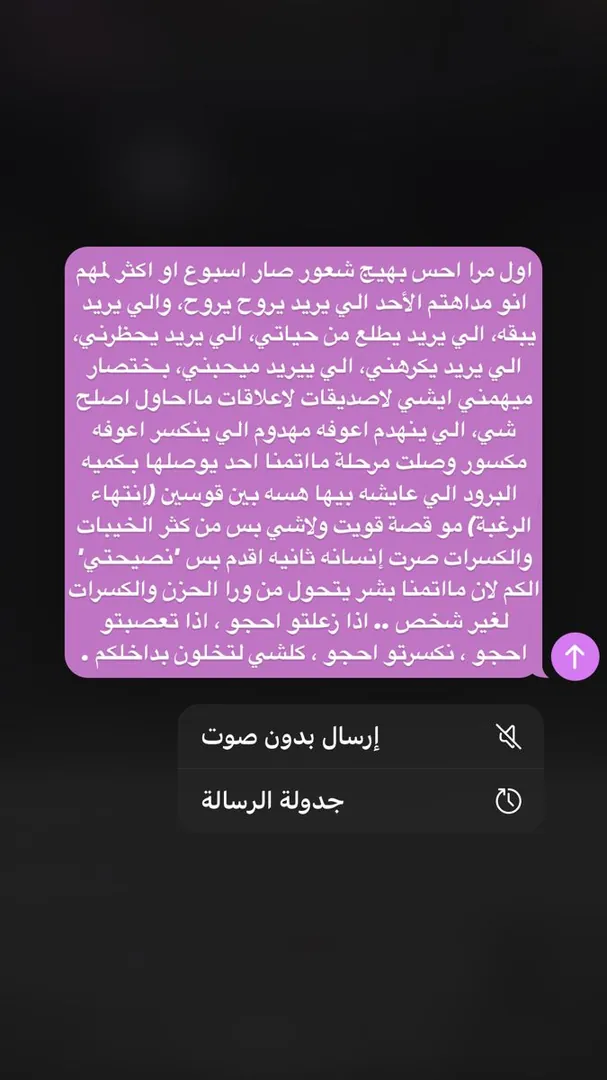 اول مرا احس بهيج شعور صار اسبوع او اكثر لمهم
انو مداهتم الأحد الي يريد يروح يروح، والي يريد
يبقه، الي يريد يطلع من حياتي، الي يريد يحظرني،
الي يريد يكرهني، الي ييريد ميحبني، بختصار
ميهمني ايشي لاصديقات لاعلاقات مااحاول اصلح
شي، الي ينهدم اعوفه مهدوم الي ينكسر اعوفه
مكسور وصلت مرحلة مااتمنا احد يوصلها بكميه
البرود الي عايشه بيها هسه بين قوسين (إنتهاء
الرغبة) مو قصة قويت ولاشي بس من كثر الخيبات
والكسرات صرت إنسانه ثانيه اقدم بس 'نصيحتي'
الكم لان مااتمنا بشر يتحول من ورا الحزن والكسرات
لغير شخص .. اذا زعلتو احجو ، اذا تعصبتو
احجو ، نكسرتو احجو ، كلشي لتخلون بداخلكم .
إرسال بدون صوت
جدولة الرسالة